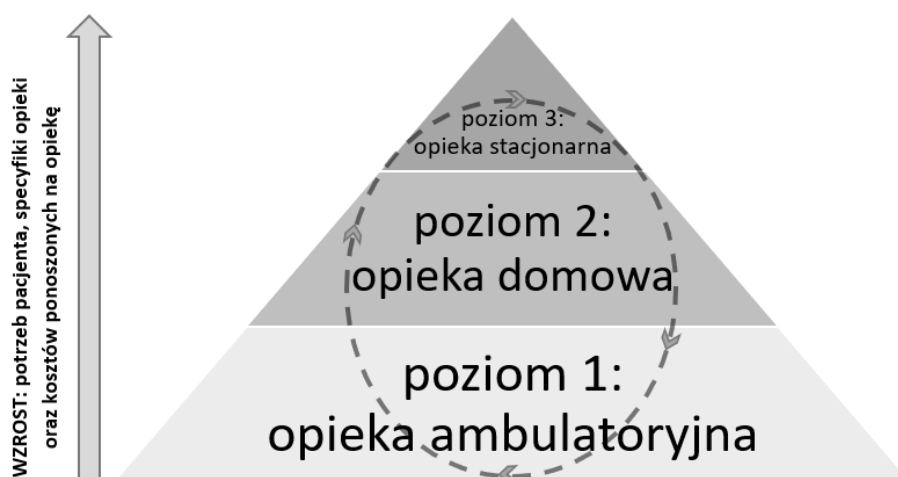 WZROST: potrzeb pacjenta, specyfiki opieki
oraz kosztów ponoszonych na opiekę
poziom 3:
opieka stacjonarna
poziom 2:
opieka domowa
poziom 1:
opieka ambulatoryjna